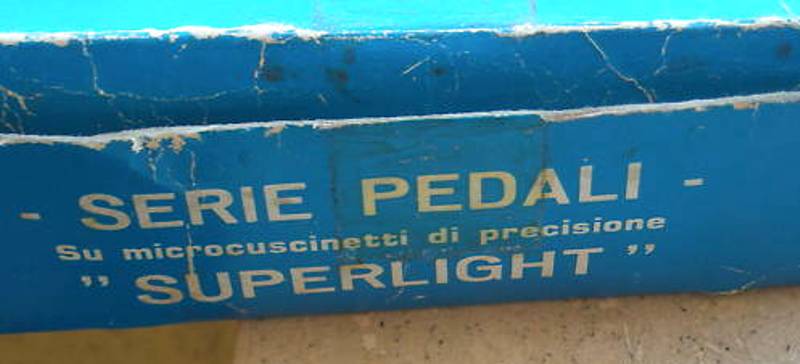 - SERIE PEDALI -
Su microcuscinetti di precisione
” SUPERLIGHT ”